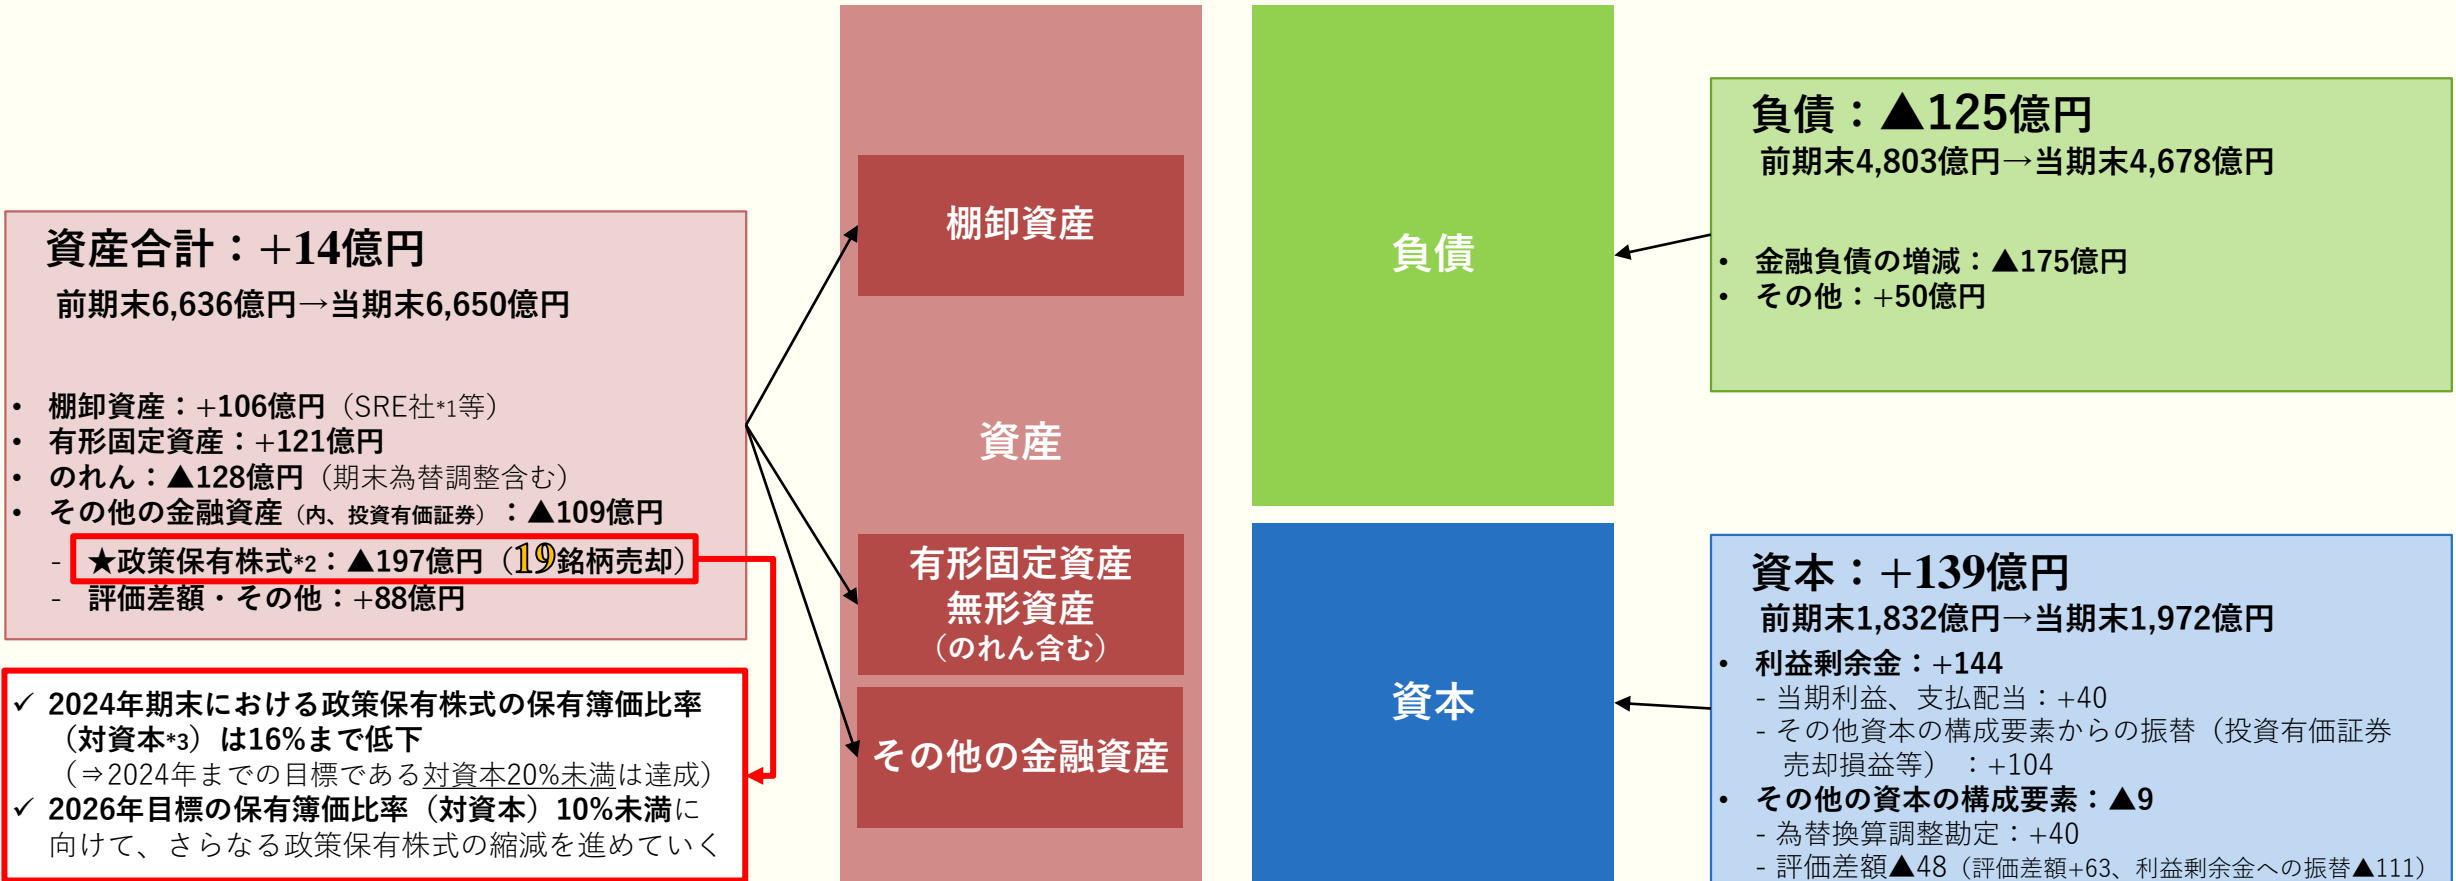 資産合計：+14億円
前期末6,636億円→当期末6,650億円
• 棚卸資産：+106億円（SRE社*1等）
• 有形固定資産：+121億円
• のれん：▲128億円（期末為替調整含む）
• その他の金融資産（内、投資有価証券）：▲109億円
- ★政策保有株式*2：▲197億円（19銘柄売却）
- 評価差額・その他：+88億円
✓ 2024年期末における政策保有株式の保有簿価比率
（対資本*3）は16%まで低下
（⇒2024年までの目標である対資本20%未満は達成）
✓ 2026年目標の保有簿価比率（対資本）10%未満に
向けて、さらなる政策保有株式の縮減を進めていく
棚卸資産
資産
有形固定資産
無形資産
（のれん含む）
その他の金融資産
負債
資本
負債：▲125億円
前期末4,803億円→当期末4,678億円
• 金融負債の増減：▲175億円
• その他：+50億円
資本：+139億円
前期末1,832億円→当期末1,972億円
• 利益剰余金：+144
- 当期利益、支払配当：+40
- その他資本の構成要素からの振替（投資有価証券
売却損益等）：+104
• その他の資本の構成要素：▲9
- 為替換算調整勘定：+40
- 評価差額▲48（評価差額+63、利益剰余金への振替▲111）